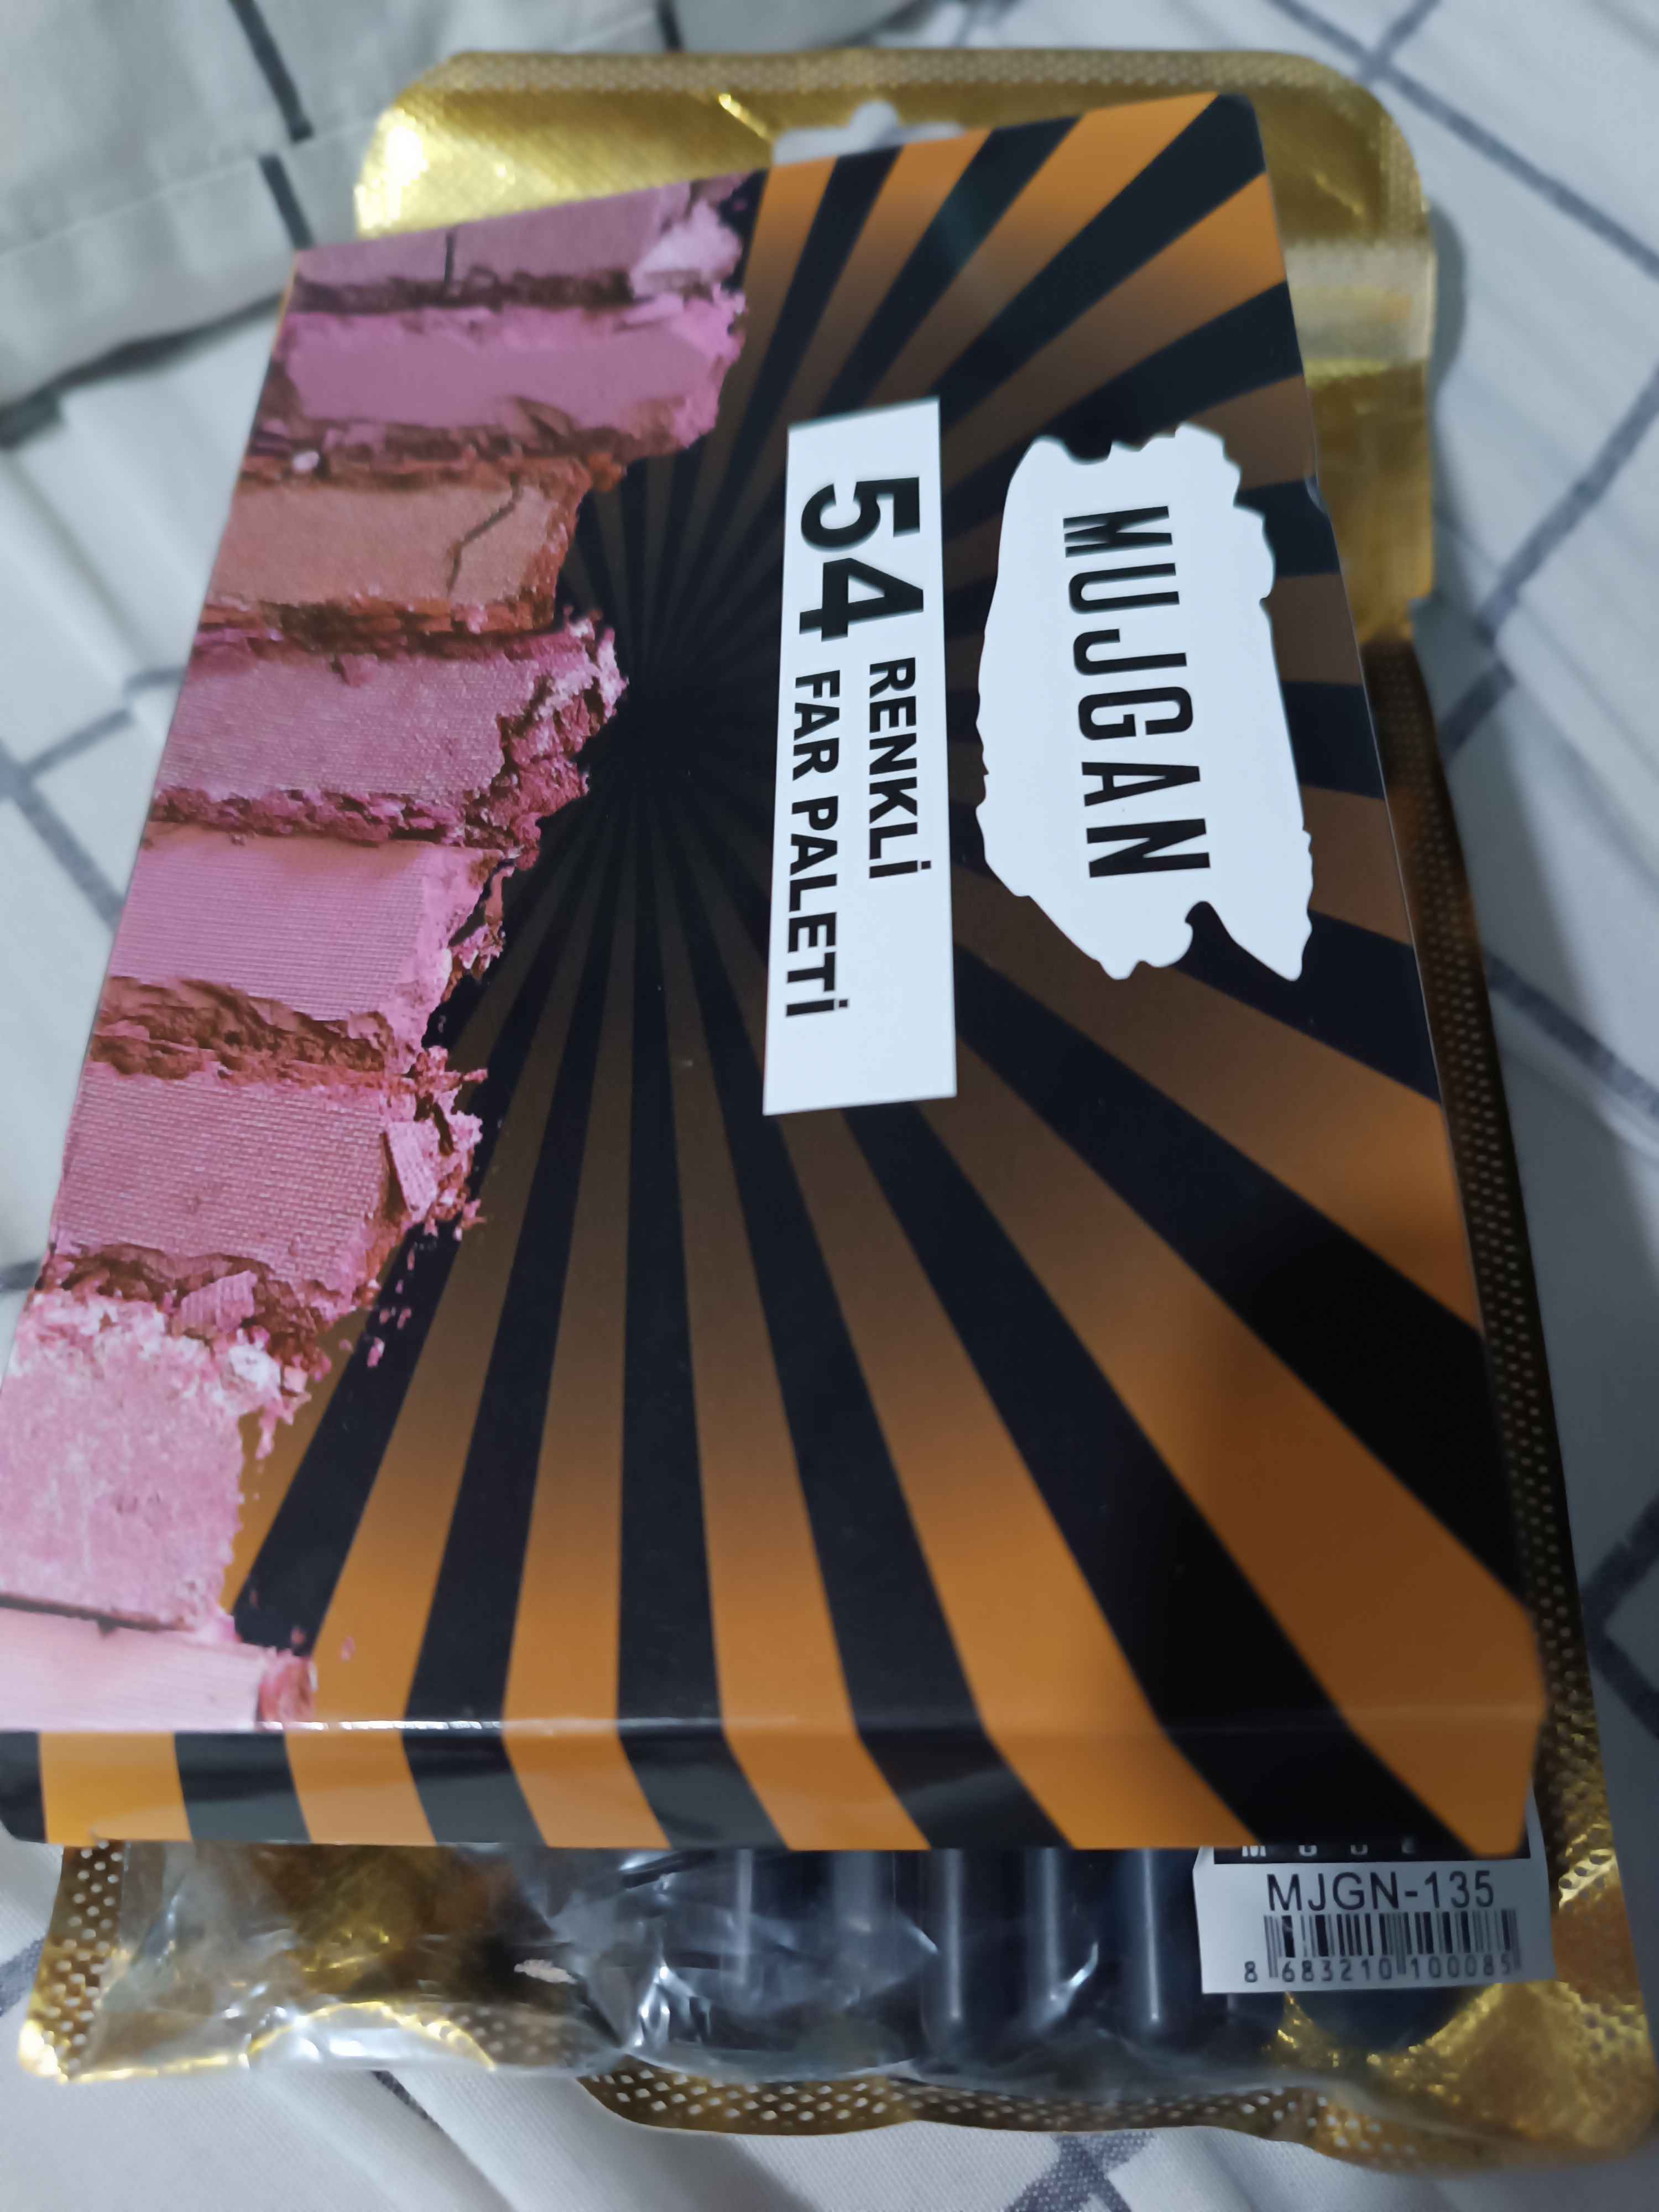 MUJGAN
54 RENKLİ
FAR PALETİ
MJGN-135
8 683210 100085